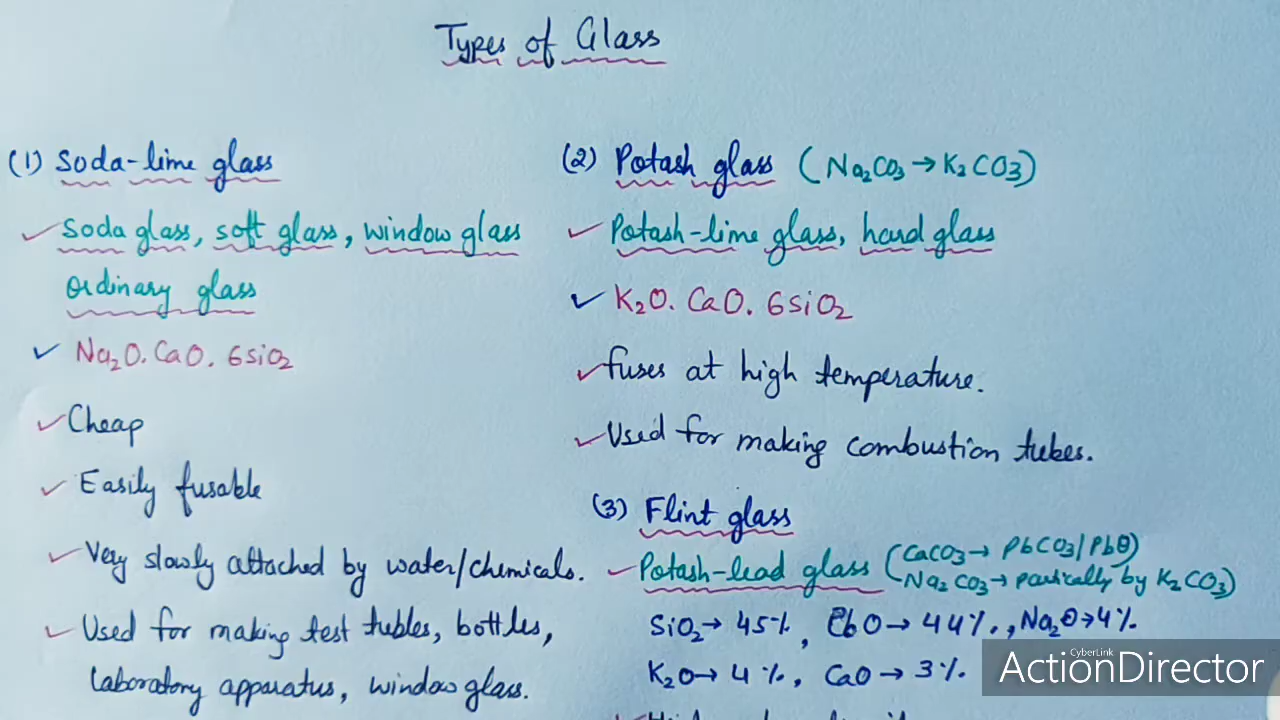 Types of Glass
(1) Soda-lime glass
✓ Soda glass, soft glass, window glass
ordinary glass
✓ Na₂O. CaO. 6SiO₂
✓ Cheap
✓ Easily fusable
✓ Very slowly attached by water/chemicals.
✓ Used for making test tubles, bottles,
laboratory apparatus, window glass.
(2) Potash glass (Na₂CO₃ → K₂CO₃)
✓ Potash-lime glass, hard glass
✓ K₂O. CaO. 6SiO₂
✓ fuses at high temperature.
✓ Used for making combustion tubes.
(3) Flint glass
✓ Potash-lead glass (CaCO₃ → PbCO₃/PbO
Na₂CO₃ → partically by K₂CO₃)
SiO₂ → 45%, PbO → 44%., Na₂O → 4%
K₂O → 4%, CaO → 3%.
CyberLink
ActionDirector